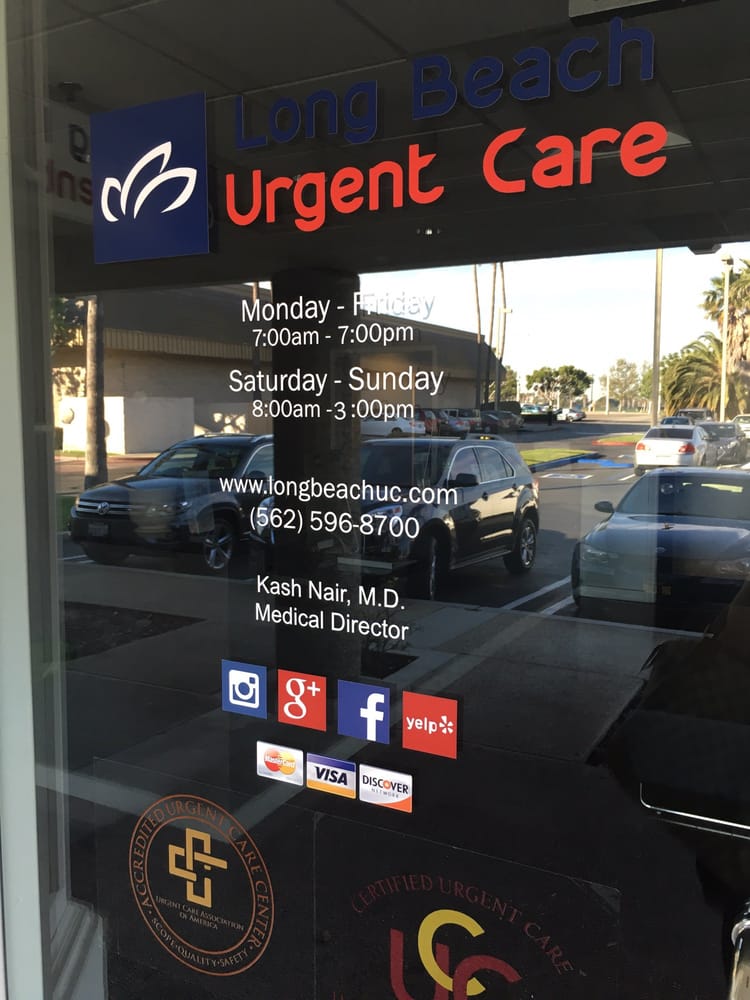 Long Beach
Urgent Care
Monday - Friday
7:00am - 7:00pm
Saturday - Sunday
8:00am -3:00pm
www.longbeachuc.com
(562) 596-8700
Kash Nair, M.D.
Medical Director
g+
f
yelp
MasterCard
VISA
DISCOVER
NETWORK
ACCREDITED URGENT CARE CENTER
URGENT CARE ASSOCIATION
OF AMERICA
• SCOPE•QUALITY•SAFETY •
CERTIFIED URGENT CARE
UCC